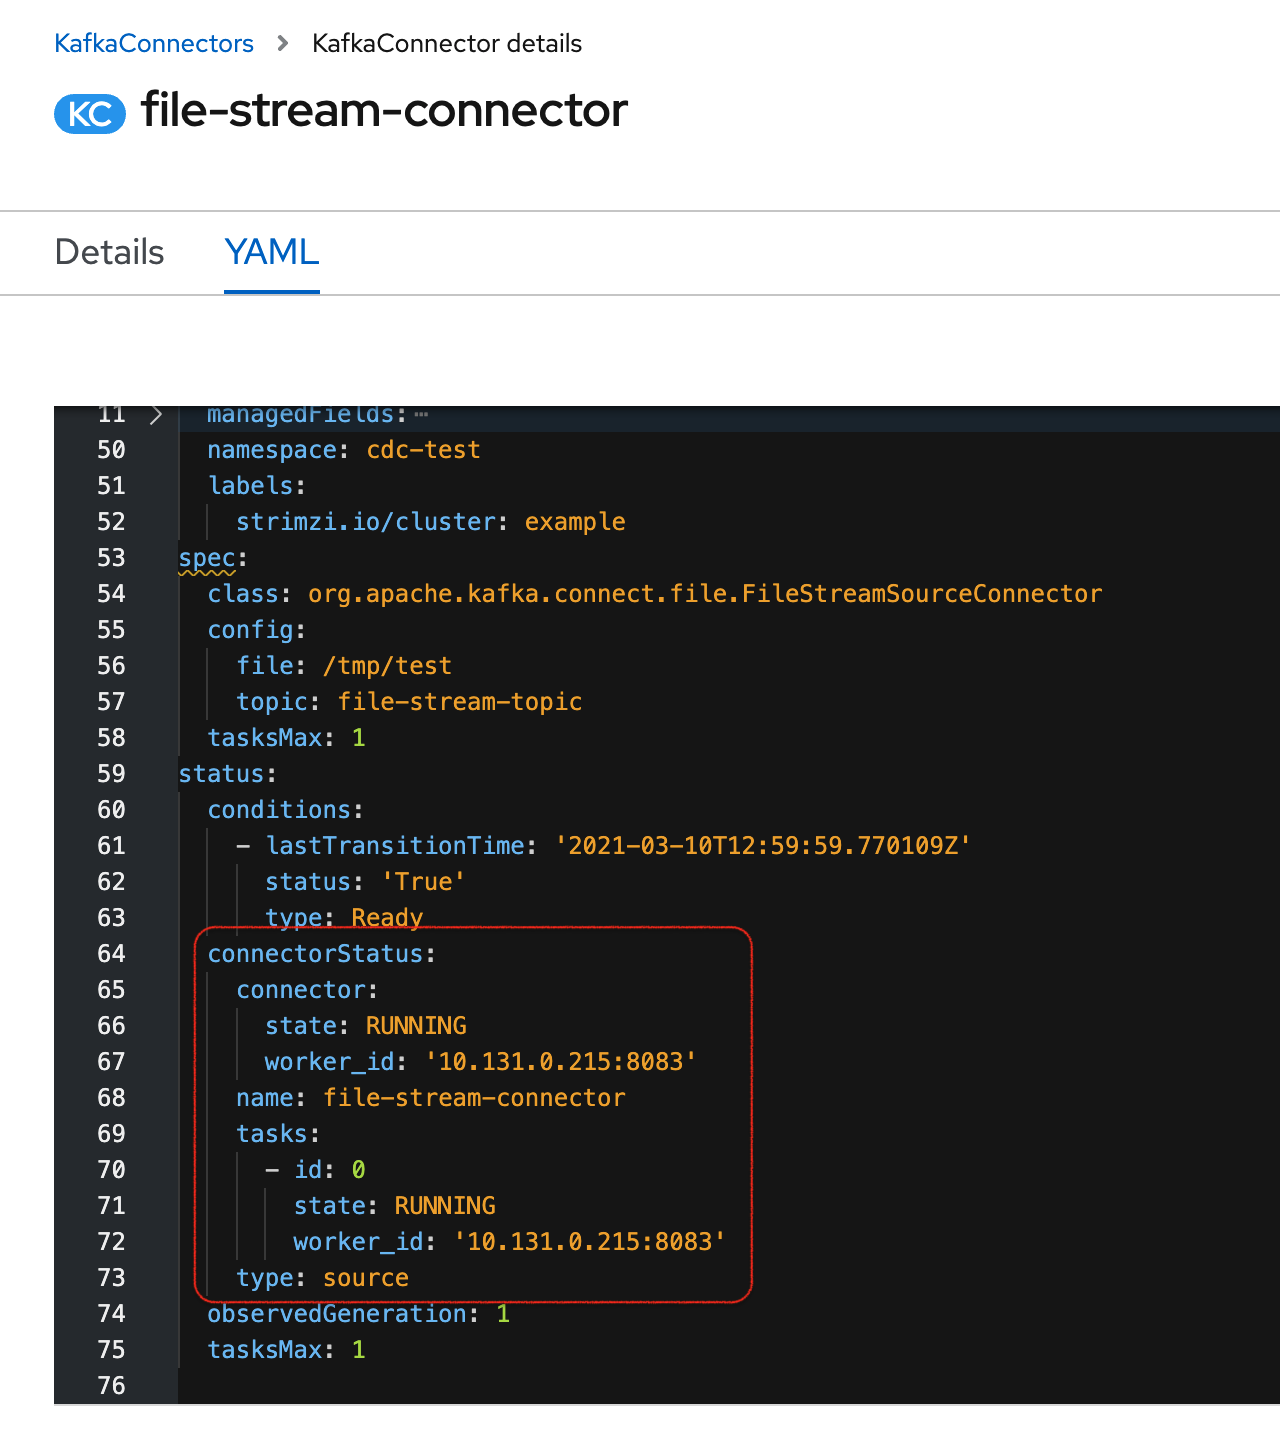 KafkaConnectors > KafkaConnector details
KC file-stream-connector
Details YAML
11 > managedFields: ⋯
50 namespace: cdc-test
51 labels:
52 strimzi.io/cluster: example
53 spec:
54 class: org.apache.kafka.connect.file.FileStreamSourceConnector
55 config:
56 file: /tmp/test
57 topic: file-stream-topic
58 tasksMax: 1
59 status:
60 conditions:
61 - lastTransitionTime: '2021-03-10T12:59:59.770109Z'
62 status: 'True'
63 type: Ready
64 connectorStatus:
65 connector:
66 state: RUNNING
67 worker_id: '10.131.0.215:8083'
68 name: file-stream-connector
69 tasks:
70 - id: 0
71 state: RUNNING
72 worker_id: '10.131.0.215:8083'
73 type: source
74 observedGeneration: 1
75 tasksMax: 1
76